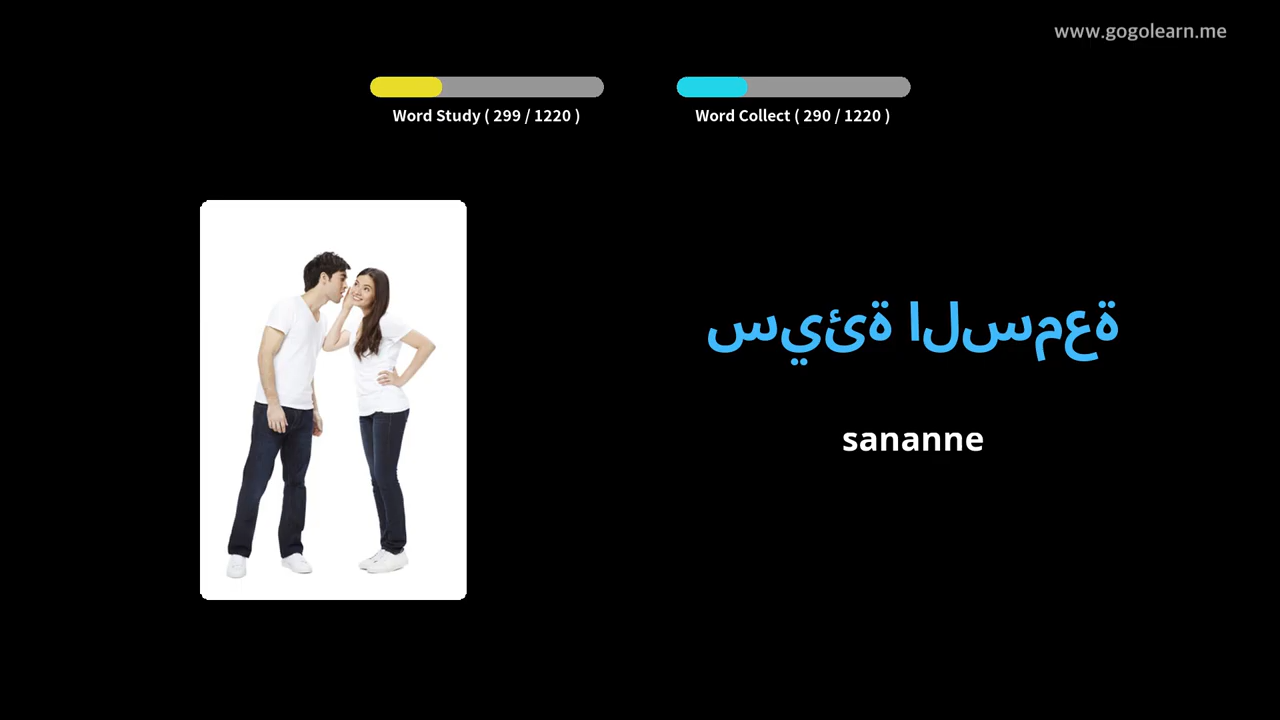 www.gogolearn.me
Word Study ( 299 / 1220 )
Word Collect ( 290 / 1220 )
سيئة السمعة
sananne